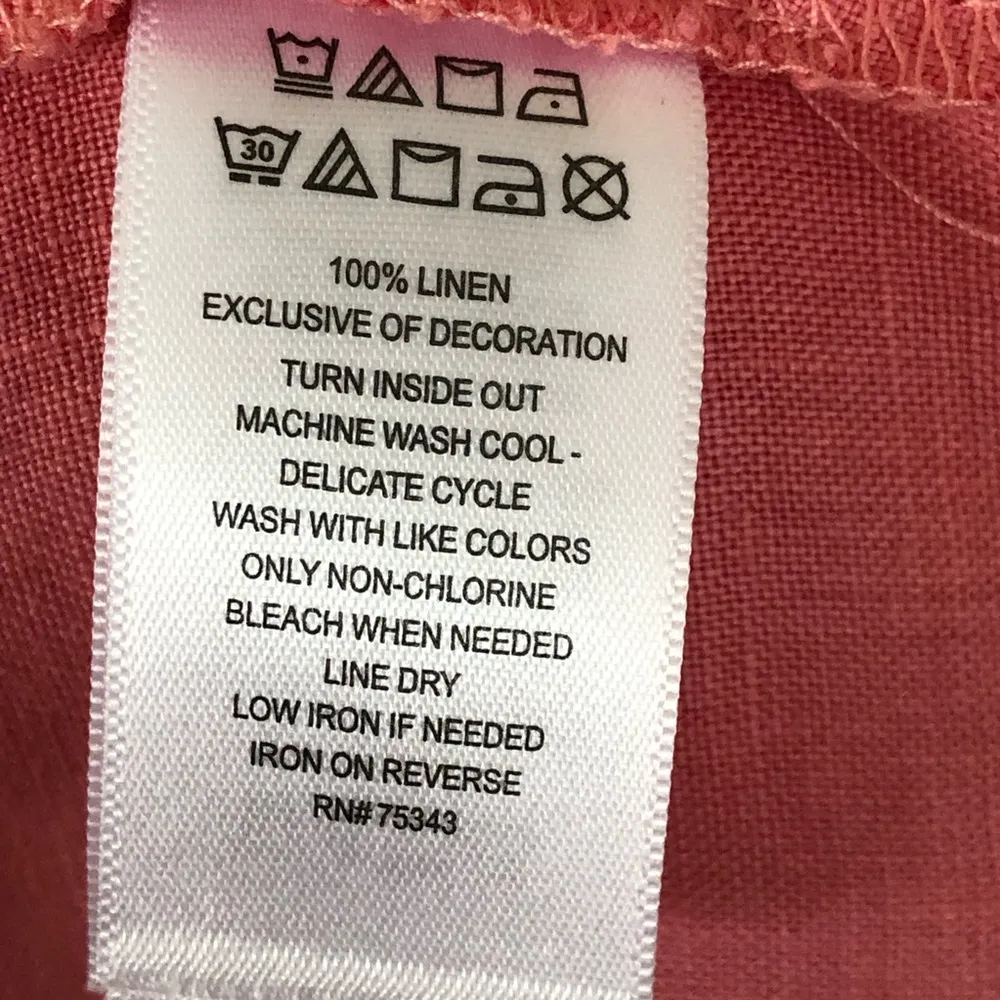 30
100% LINEN
EXCLUSIVE OF DECORATION
TURN INSIDE OUT
MACHINE WASH COOL -
DELICATE CYCLE
WASH WITH LIKE COLORS
ONLY NON-CHLORINE
BLEACH WHEN NEEDED
LINE DRY
LOW IRON IF NEEDED
IRON ON REVERSE
RN# 75343